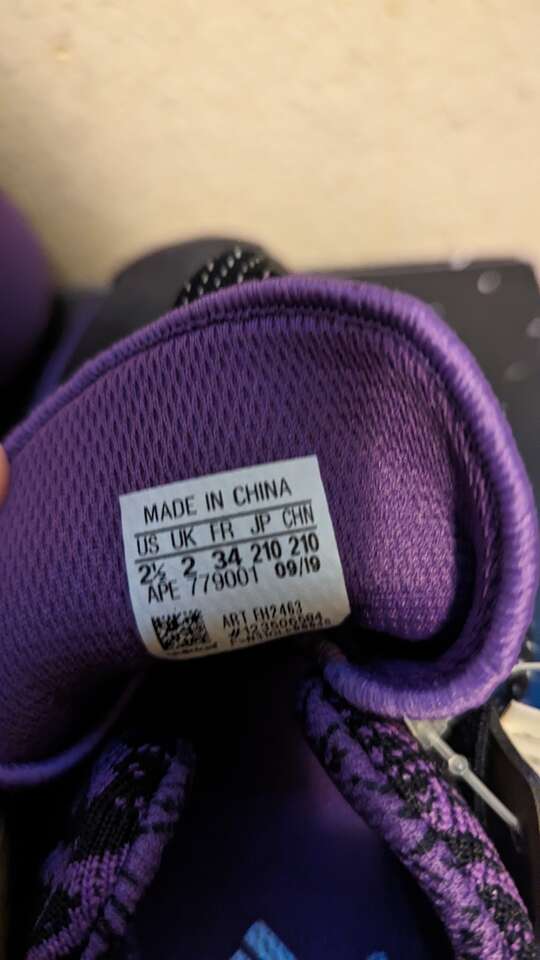 MADE IN CHINA
US UK FR JP CHN
2½ 2 34 210 210
APE 779001 09/19
ART FH2463